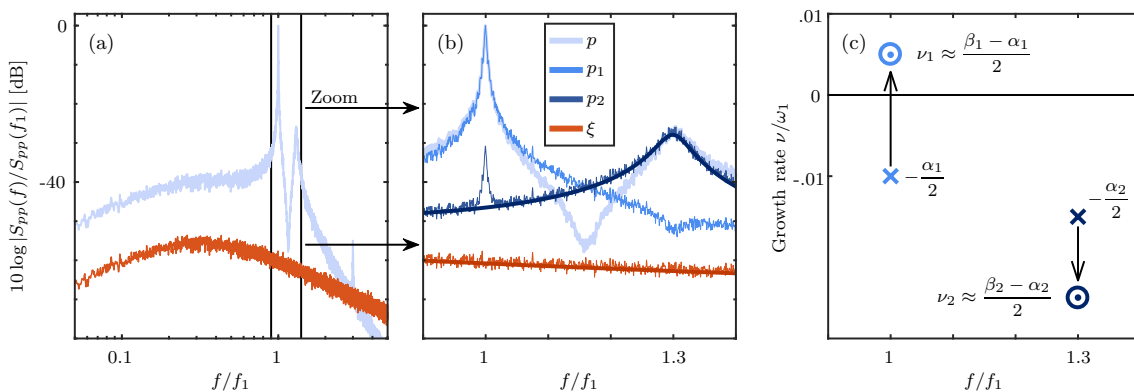 10 log |S_pp(f)/S_pp(f_1)| [dB]
0
-40
(a)
0.1
1
f/f_1
Zoom
(b)
p
p_1
p_2
ξ
1
1.3
f/f_1
Growth rate ν/ω_1
0.01
0
-.01
(c)
ν_1 ≈ (β_1 − α_1)/2
−α_1/2
−α_2/2
ν_2 ≈ (β_2 − α_2)/2
1
1.3
f/f_1